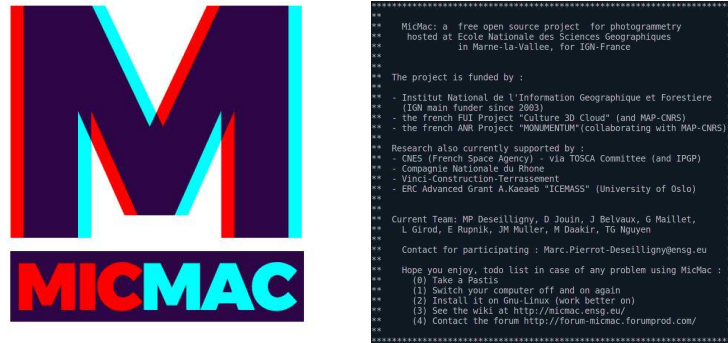 M
MICMAC
**********************************************************************
**
** MicMac: a free open source project for photogrammetry
** hosted at Ecole Nationale des Sciences Geographiques
** in Marne-la-Vallee, for IGN-France
**
**
** The project is funded by :
**
** - Institut National de l'Information Geographique et Forestiere
** (IGN main funder since 2003)
** - the french FUI Project "Culture 3D Cloud" (and MAP-CNRS)
** - the french ANR Project "MONUMENTUM"(collaborating with MAP-CNRS)
**
** Research also currently supported by :
** - CNES (French Space Agency) - via TOSCA Committee (and IPGP)
** - Compagnie Nationale du Rhone
** - Vinci-Construction-Terrassement
** - ERC Advanced Grant A.Kaeaeb "ICEMASS" (University of Oslo)
**
**
** Current Team: MP Deseilligny, D Jouin, J Belvaux, G Maillet,
** L Girod, E Rupnik, JM Muller, M Daakir, TG Nguyen
**
** Contact for participating : Marc.Pierrot-Deseilligny@ensg.eu
**
** Hope you enjoy, todo list in case of any problem using MicMac :
** (0) Take a Pastis
** (1) Switch your computer off and on again
** (2) Install it on Gnu-Linux (work better on)
** (3) See the wiki at http://micmac.ensg.eu/
** (4) Contact the forum http://forum-micmac.forumprod.com/
**
**********************************************************************